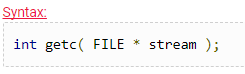 Syntax:
int getc( FILE * stream );